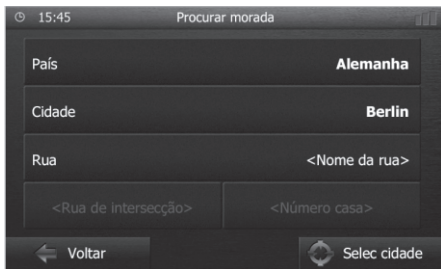 15:45 Procurar morada
País Alemanha
Cidade Berlin
Rua <Nome da rua>
<Rua de intersecção> <Número casa>
Voltar Selec cidade